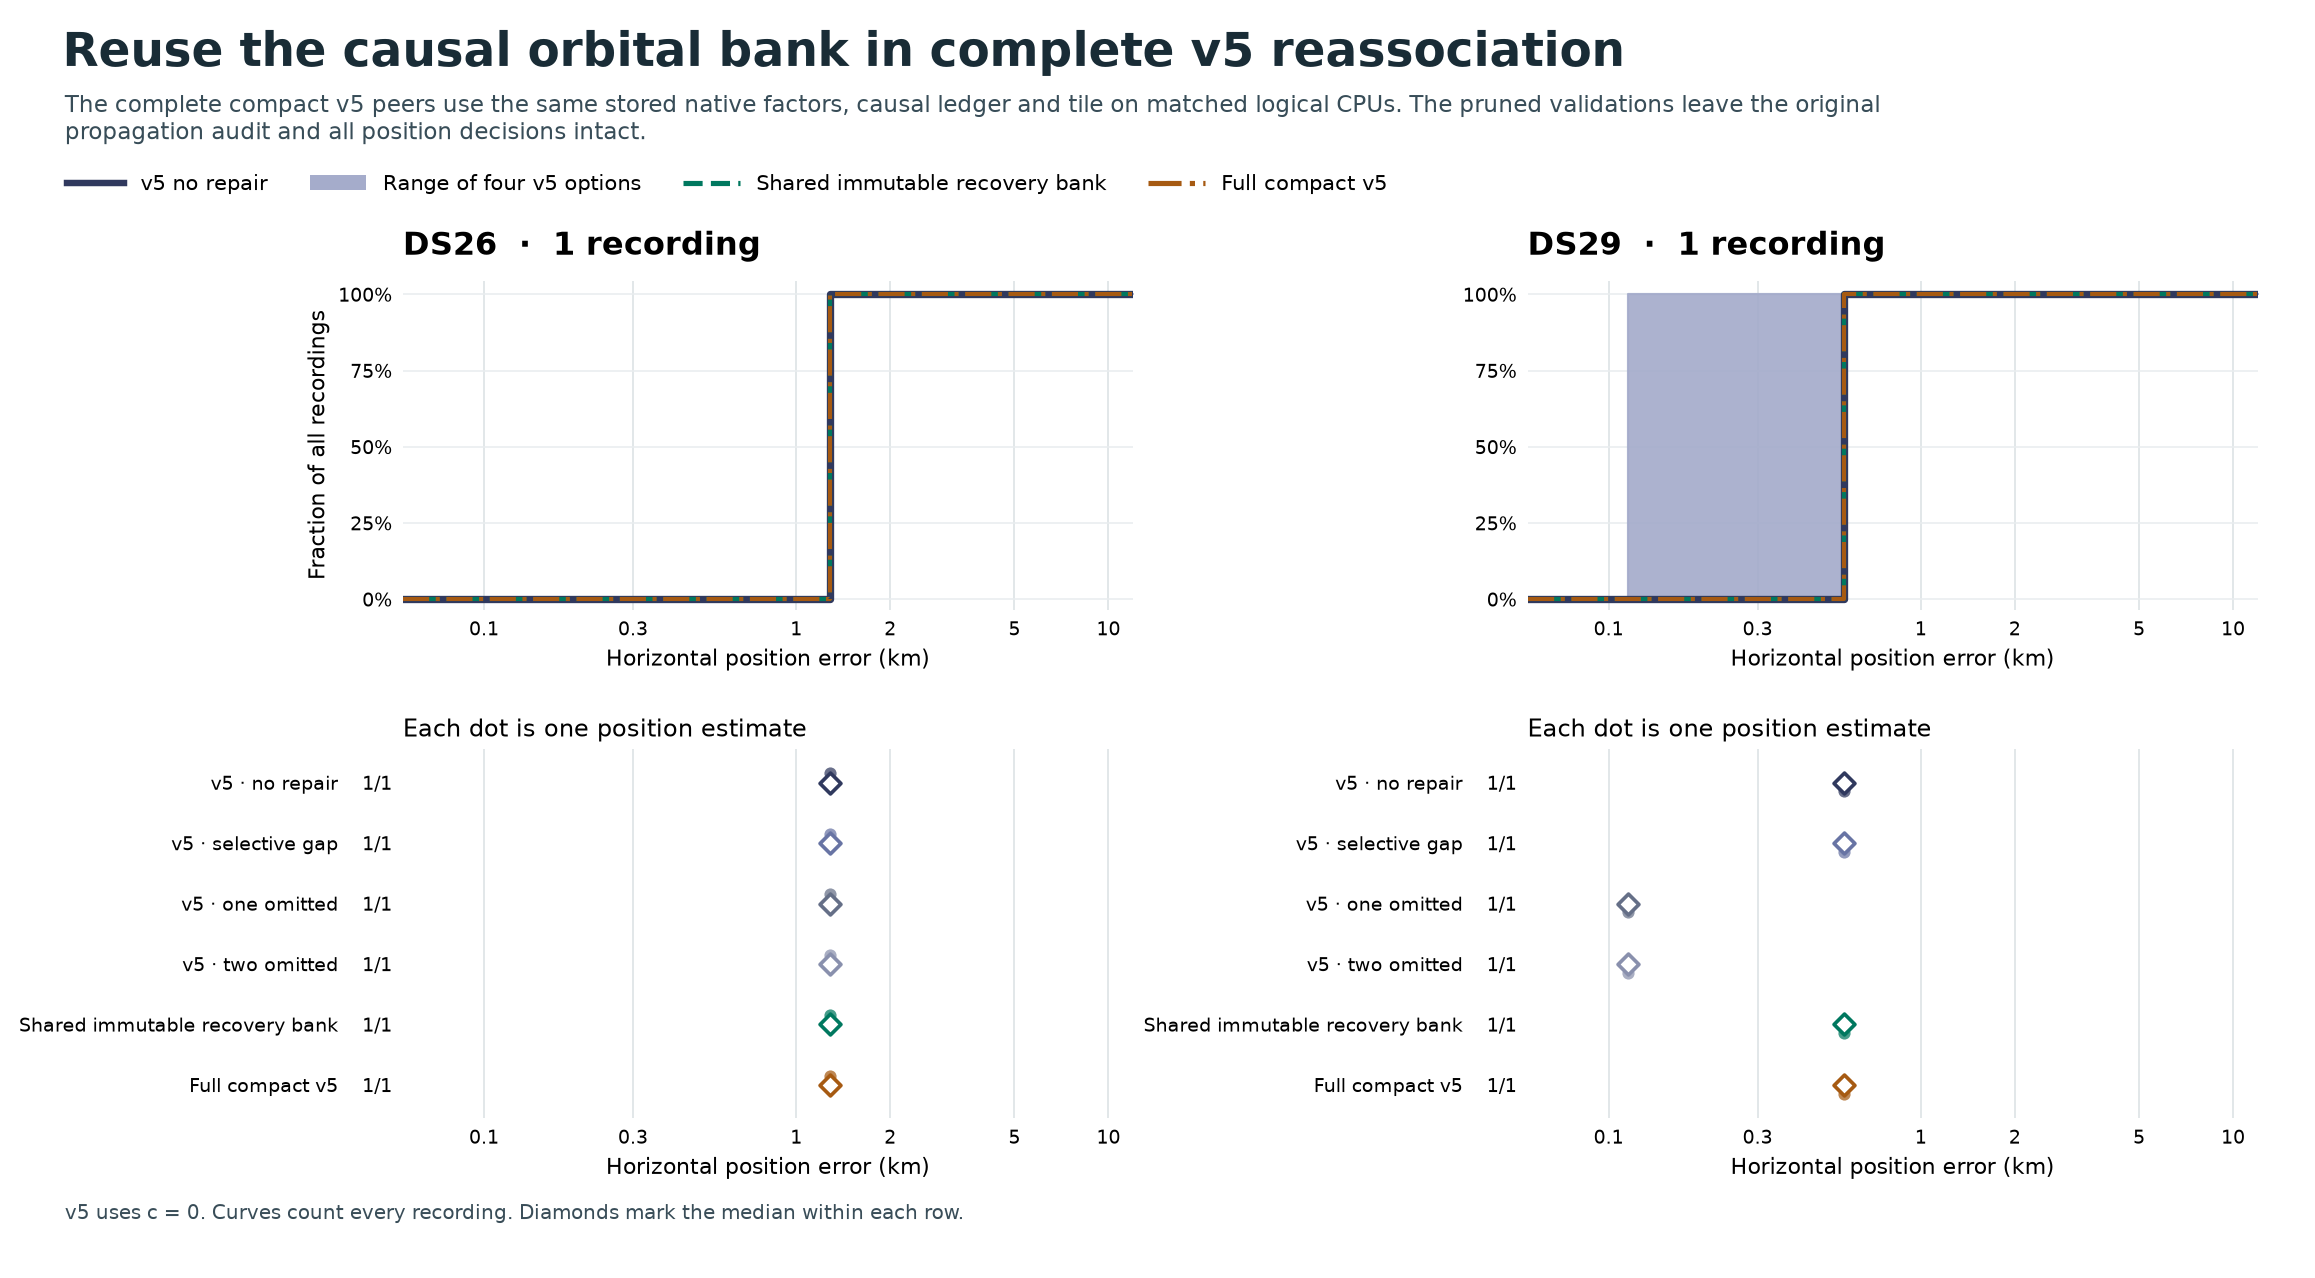 Reuse the causal orbital bank in complete v5 reassociation
The complete compact v5 peers use the same stored native factors, causal ledger and tile on matched logical CPUs. The pruned validations leave the original
propagation audit and all position decisions intact.
v5 no repair
Range of four v5 options
Shared immutable recovery bank
Full compact v5
DS26 · 1 recording
Fraction of all recordings
100%
75%
50%
25%
0%
0.1 0.3 1 2 5 10
Horizontal position error (km)
DS29 · 1 recording
100%
75%
50%
25%
0%
0.1 0.3 1 2 5 10
Horizontal position error (km)
Each dot is one position estimate
v5 · no repair 1/1
v5 · selective gap 1/1
v5 · one omitted 1/1
v5 · two omitted 1/1
Shared immutable recovery bank 1/1
Full compact v5 1/1
0.1 0.3 1 2 5 10
Horizontal position error (km)
Each dot is one position estimate
v5 · no repair 1/1
v5 · selective gap 1/1
v5 · one omitted 1/1
v5 · two omitted 1/1
Shared immutable recovery bank 1/1
Full compact v5 1/1
0.1 0.3 1 2 5 10
Horizontal position error (km)
v5 uses c = 0. Curves count every recording. Diamonds mark the median within each row.